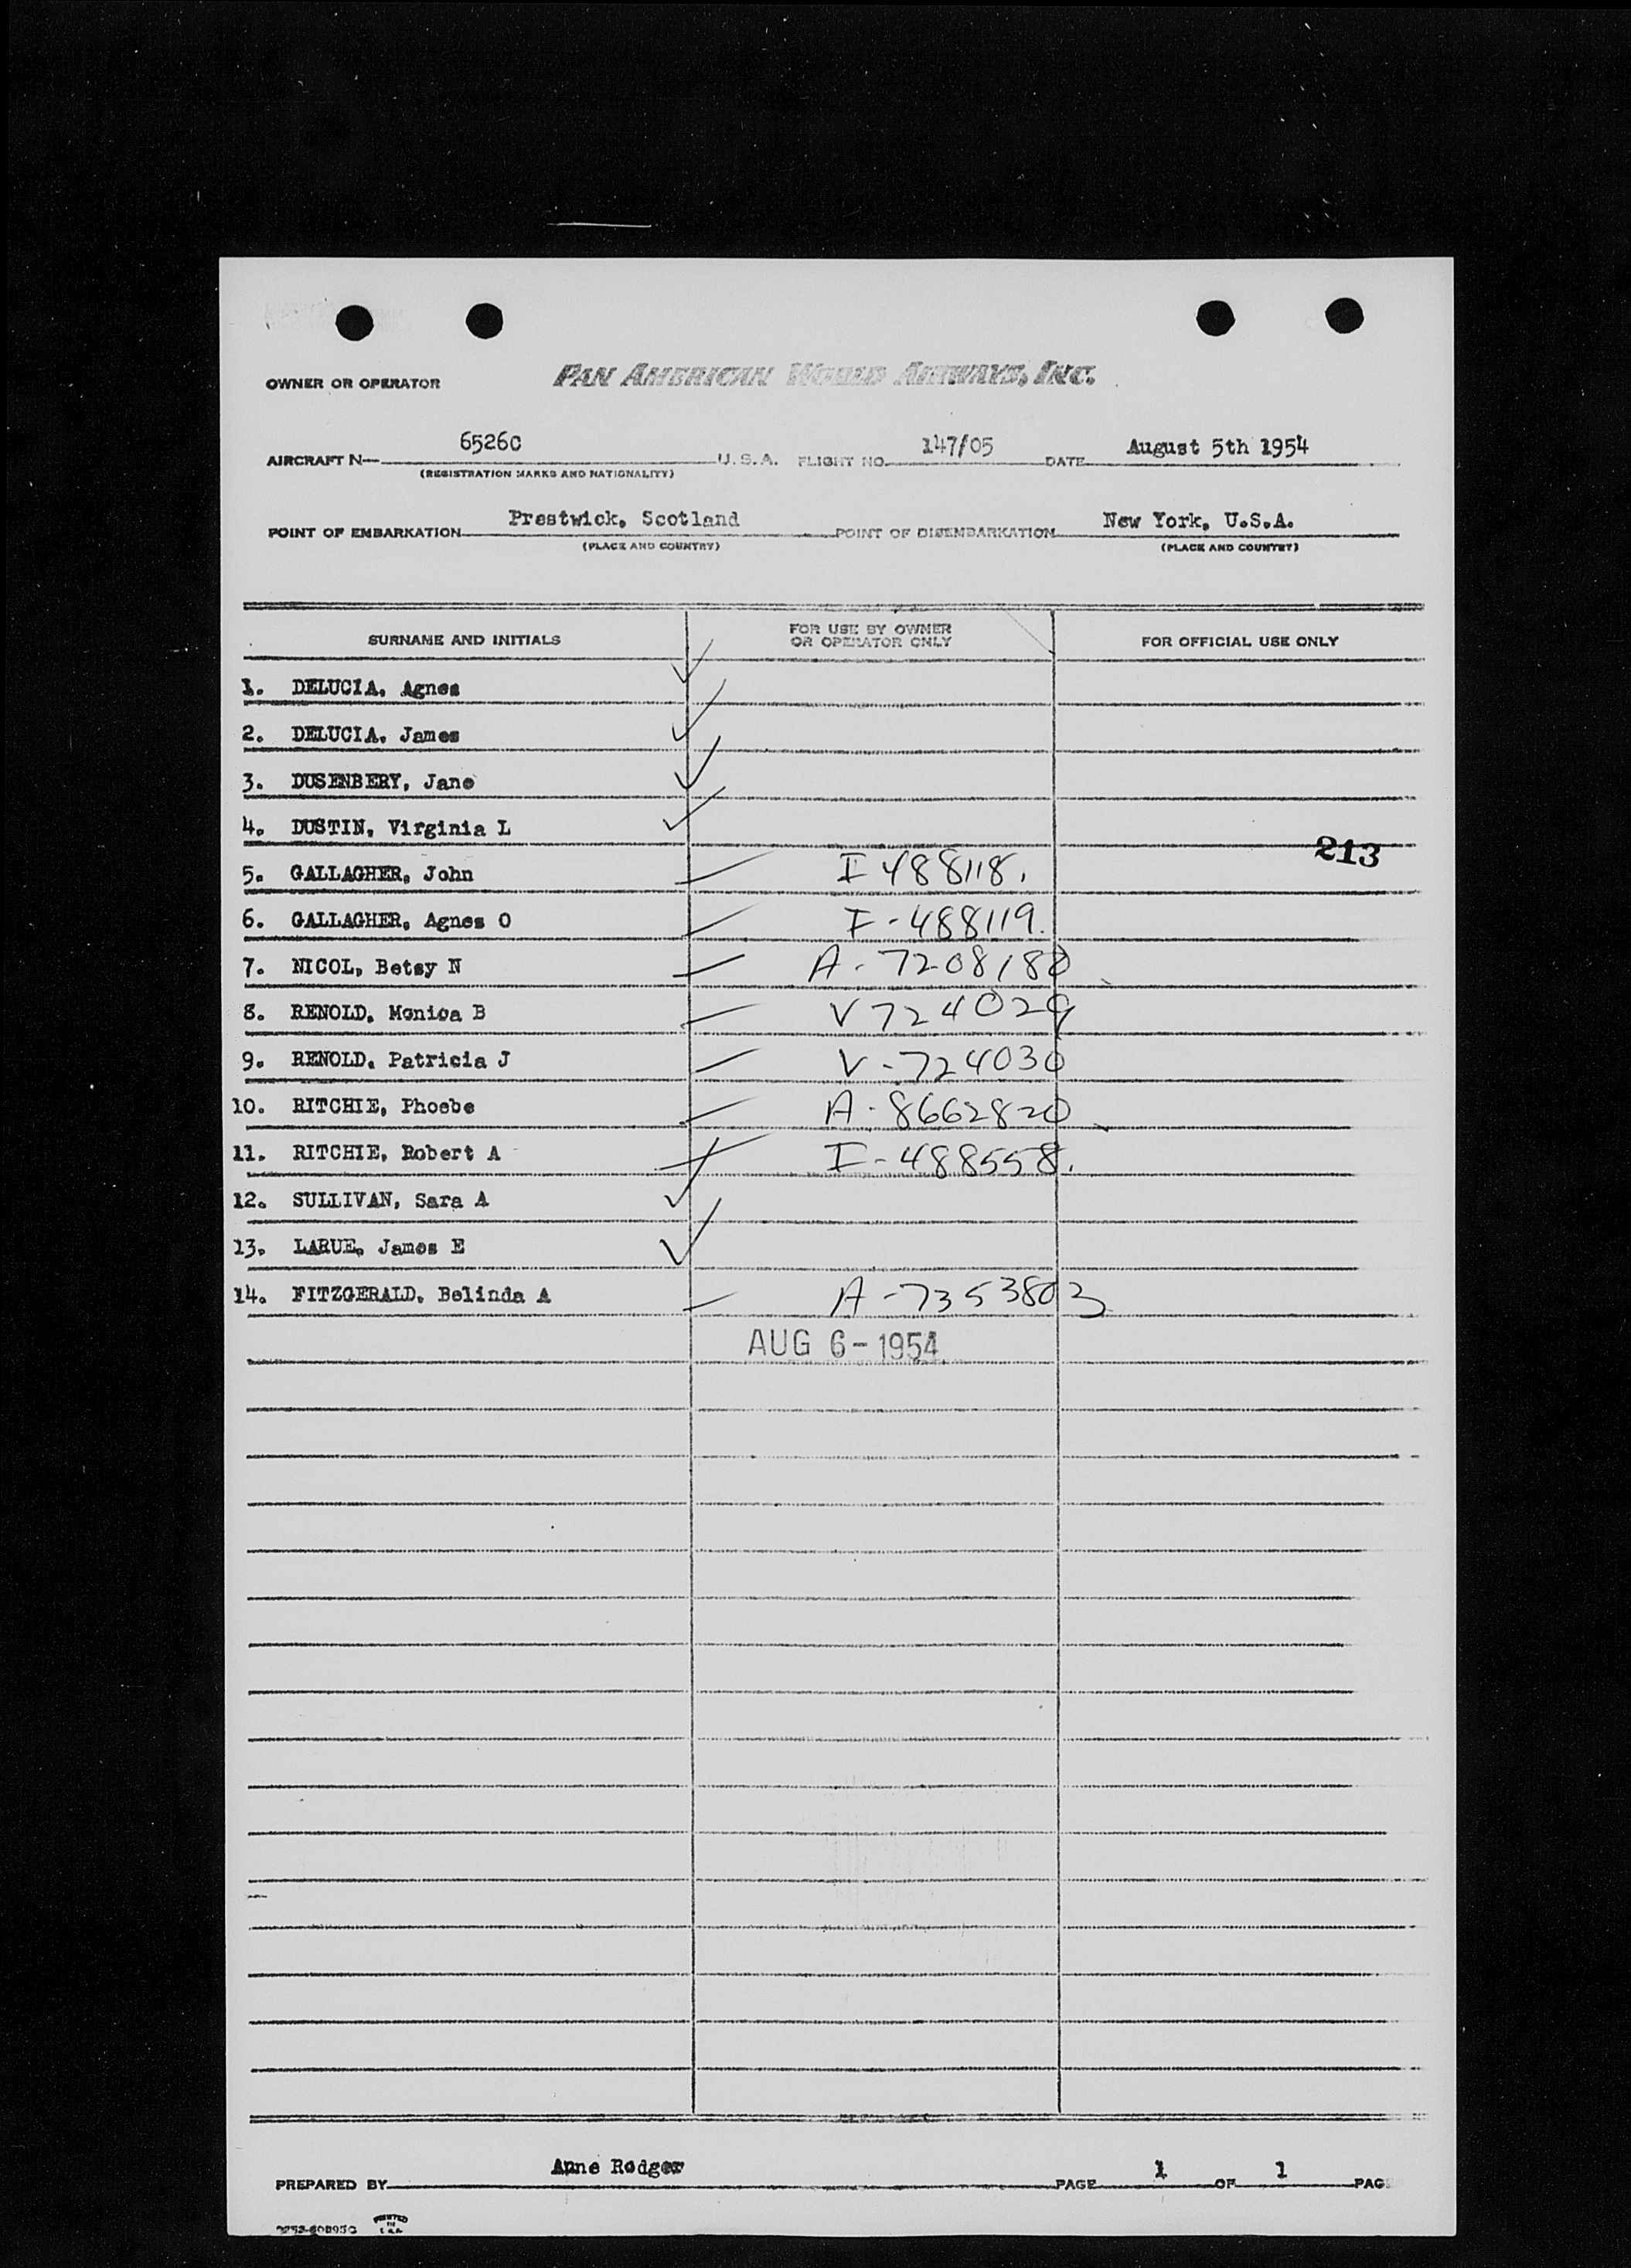 OWNER OR OPERATOR PAN AMERICAN WORLD AIRWAYS, INC.
AIRCRAFT N— 6526C U.S.A. FLIGHT NO. 147/05 DATE August 5th 1954
(REGISTRATION MARKS AND NATIONALITY)
POINT OF EMBARKATION Prestwick, Scotland POINT OF DISEMBARKATION New York, U.S.A.
(PLACE AND COUNTRY) (PLACE AND COUNTRY)
SURNAME AND INITIALS FOR USE BY OWNER OR OPERATOR ONLY FOR OFFICIAL USE ONLY
1. DELUCIA, Agnes
2. DELUCIA, James
3. DUSENBERY, Jane
4. DUSTIN, Virginia L
213
5. GALLAGHER, John I 488118.
6. GALLAGHER, Agnes O I-488119.
7. NICOL, Betsy N A-7208180
8. RENOLD, Monica B V724029
9. RENOLD, Patricia J V-724030
10. RITCHIE, Phoebe A-8662820
11. RITCHIE, Robert A I-488558.
12. SULLIVAN, Sara A
13. LARUE, James E
14. FITZGERALD, Belinda A A-7353803
AUG 6-1954
PREPARED BY Anne Rodger PAGE 1 OF 1 PAG
PRINTED IN U.S.A.